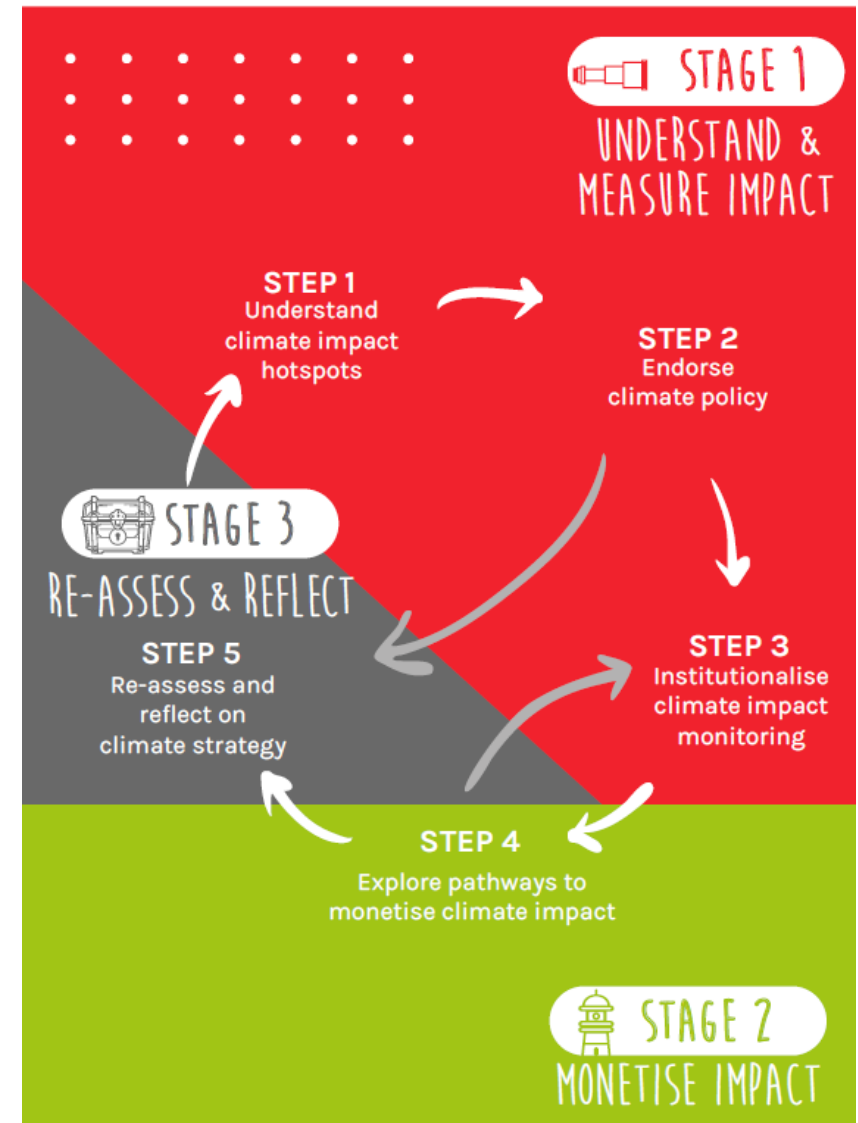 STAGE 1
UNDERSTAND &
MEASURE IMPACT
STEP 1
Understand
climate impact
hotspots
STEP 2
Endorse
climate policy
STAGE 3
RE-ASSESS & REFLECT
STEP 5
Re-assess and
reflect on
climate strategy
STEP 3
Institutionalise
climate impact
monitoring
STEP 4
Explore pathways to
monetise climate impact
STAGE 2
MONETISE IMPACT